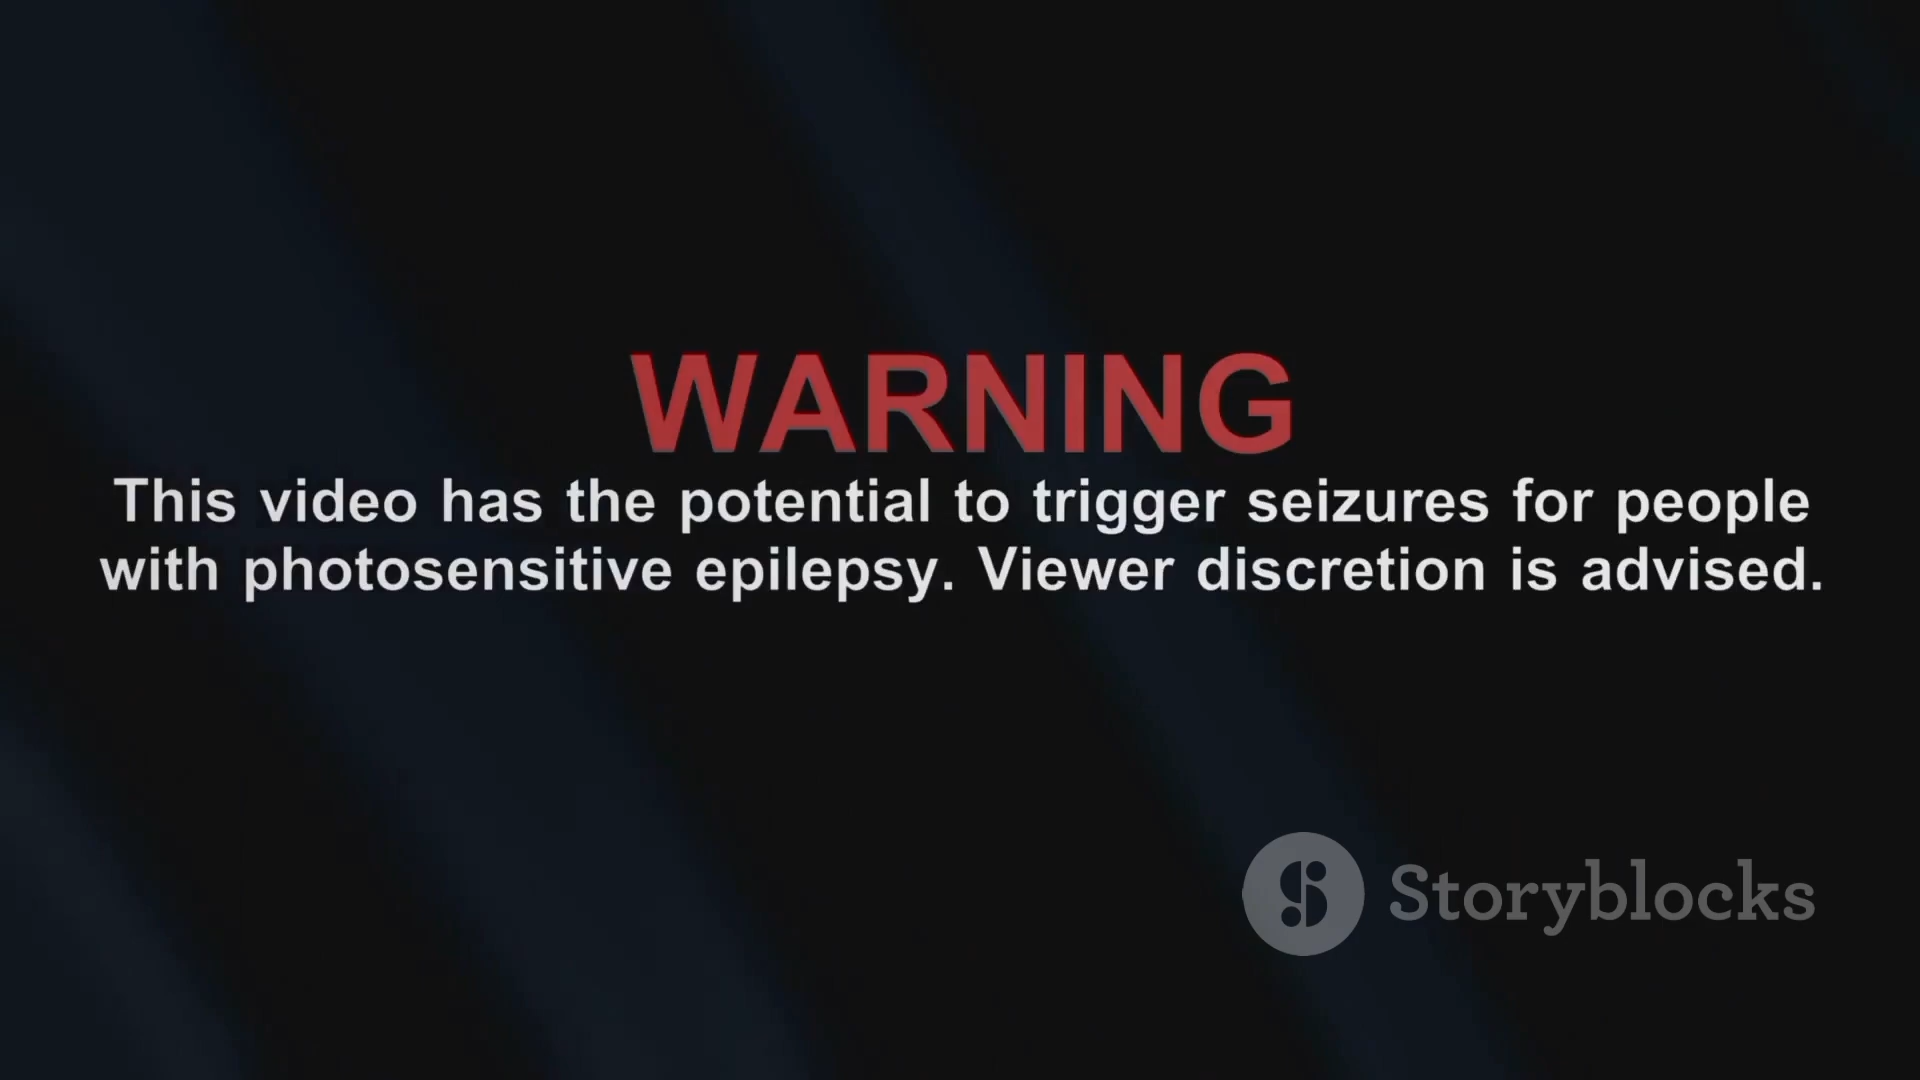 WARNING
This video has the potential to trigger seizures for people
with photosensitive epilepsy. Viewer discretion is advised.
Storyblocks